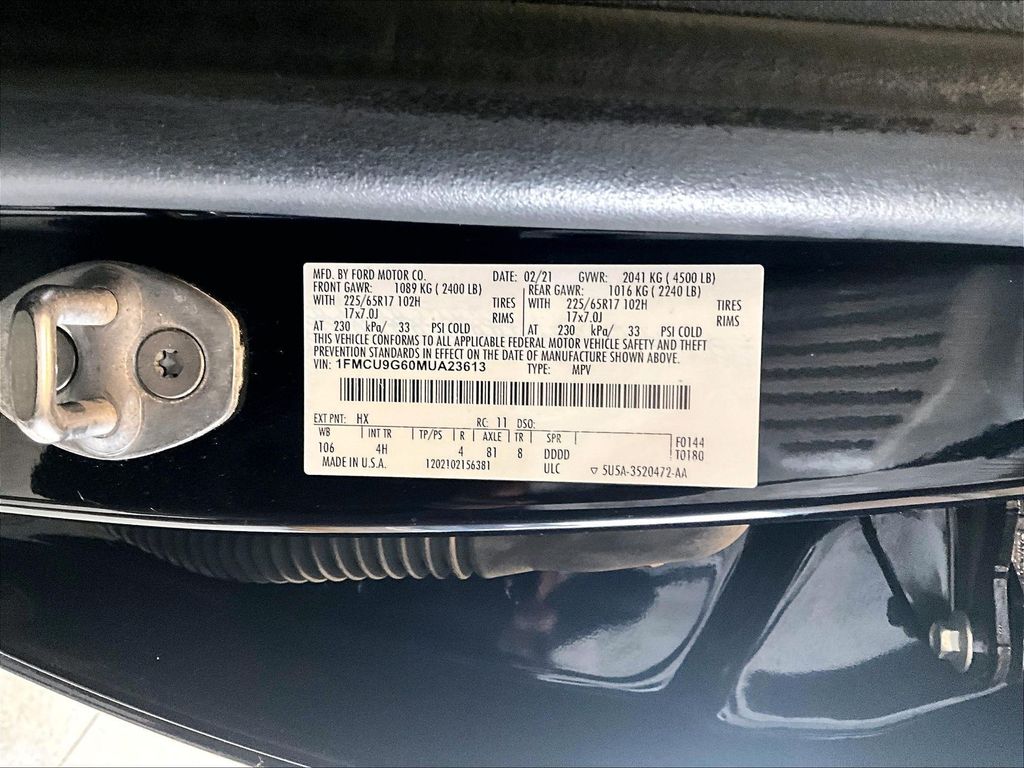 MFD. BY FORD MOTOR CO. DATE: 02/21 GVWR: 2041 KG ( 4500 LB)
FRONT GAWR: 1089 KG ( 2400 LB) REAR GAWR: 1016 KG ( 2240 LB)
WITH 225/65R17 102H TIRES WITH 225/65R17 102H TIRES
17x7.0J RIMS 17x7.0J RIMS
AT 230 kPa/ 33 PSI COLD AT 230 kPa/ 33 PSI COLD
THIS VEHICLE CONFORMS TO ALL APPLICABLE FEDERAL MOTOR VEHICLE SAFETY AND THEFT
PREVENTION STANDARDS IN EFFECT ON THE DATE OF MANUFACTURE SHOWN ABOVE.
VIN: 1FMCU9G60MUA23613 TYPE: MPV
EXT PNT: HX RC: 11 DSO:
WB INT TR TP/PS R AXLE TR SPR F0144
106 4H 4 81 8 DDDD T0180
MADE IN U.S.A. 1202102156381 ULC ▽ 5USA-3520472-AA